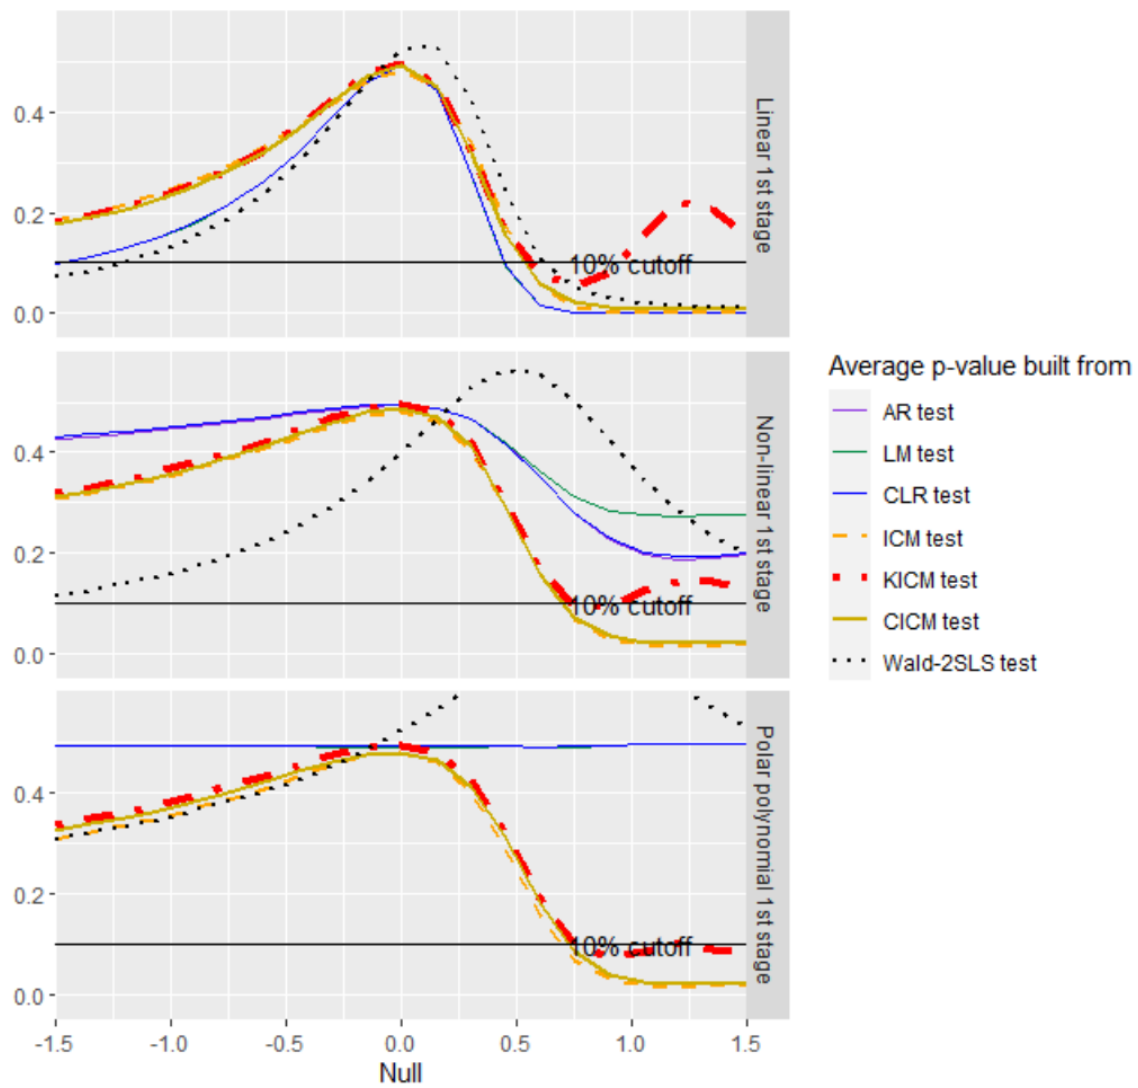 0.4
0.2
0.0
10% cutoff
Linear 1st stage
0.4
0.2
0.0
10% cutoff
Non-linear 1st stage
0.4
0.2
0.0
10% cutoff
Polar polynomial 1st stage
-1.5 -1.0 -0.5 0.0 0.5 1.0 1.5
Null
Average p-value built from
AR test
LM test
CLR test
ICM test
KICM test
CICM test
Wald-2SLS test